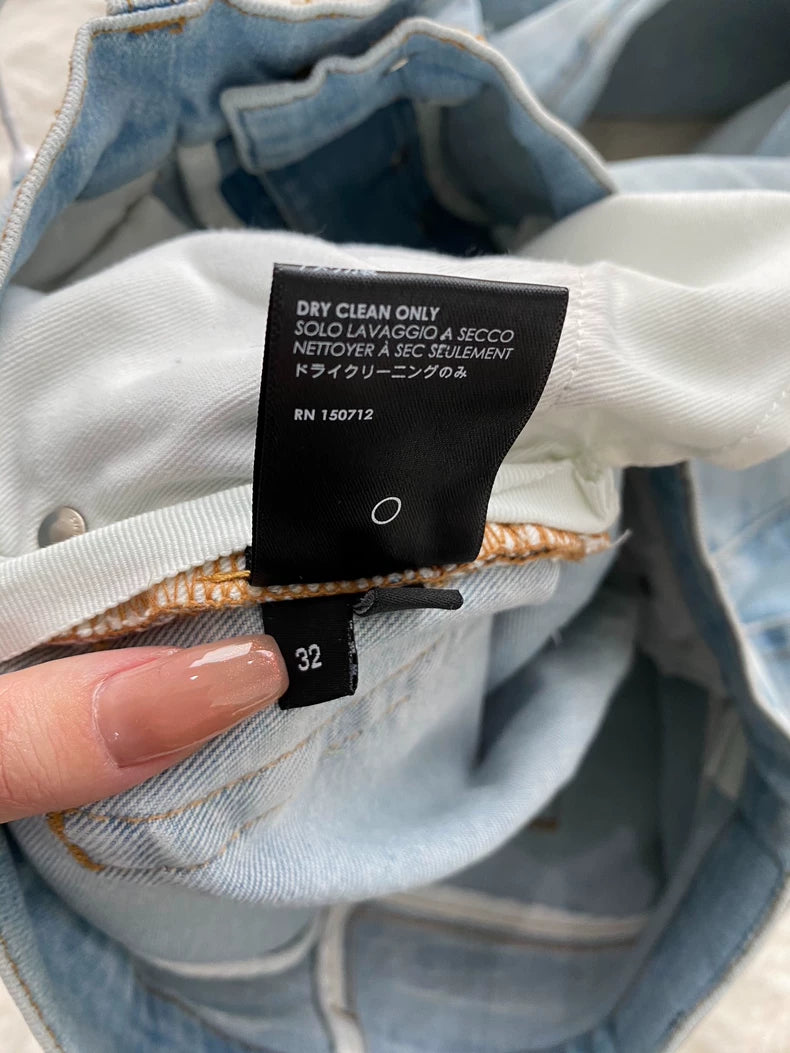 DRY CLEAN ONLY
SOLO LAVAGGIO A SECCO
NETTOYER À SEC SEULEMENT
ドライクリーニングのみ
RN 150712
32